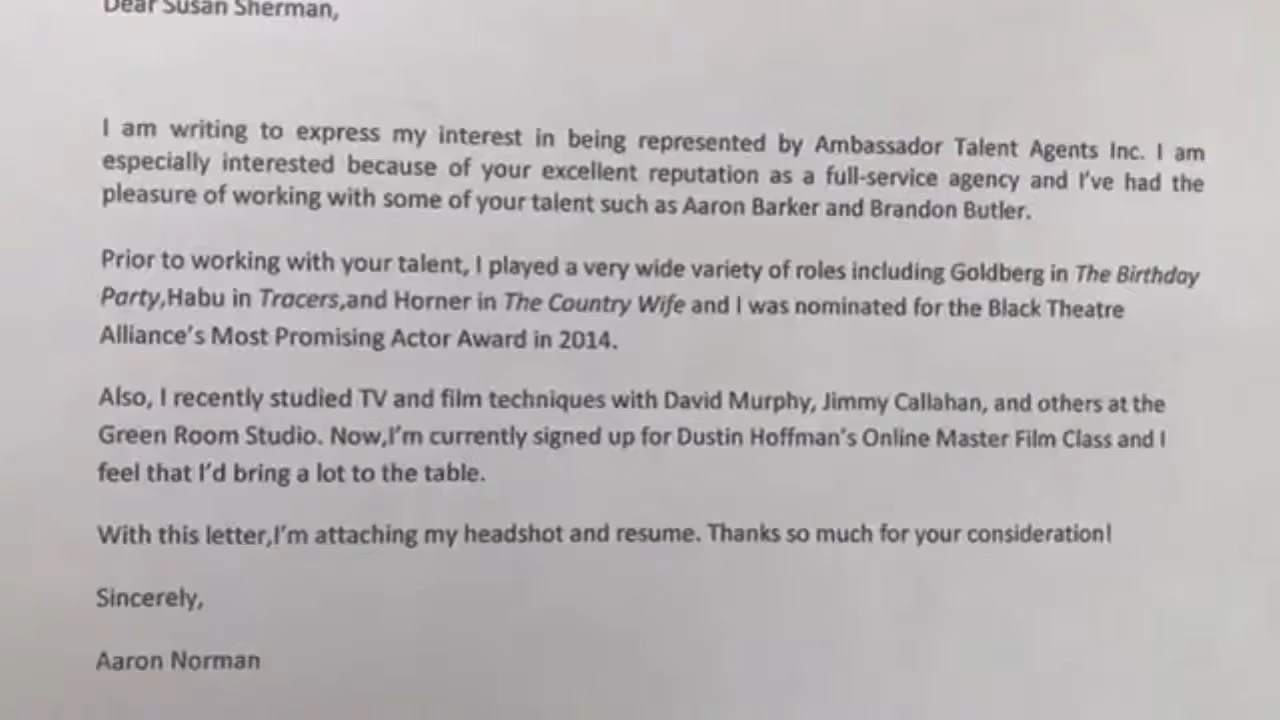 Dear Susan Sherman,
I am writing to express my interest in being represented by Ambassador Talent Agents Inc. I am
especially interested because of your excellent reputation as a full-service agency and I've had the
pleasure of working with some of your talent such as Aaron Barker and Brandon Butler.
Prior to working with your talent, I played a very wide variety of roles including Goldberg in The Birthday
Party,Habu in Tracers,and Horner in The Country Wife and I was nominated for the Black Theatre
Alliance's Most Promising Actor Award in 2014.
Also, I recently studied TV and film techniques with David Murphy, Jimmy Callahan, and others at the
Green Room Studio. Now,I'm currently signed up for Dustin Hoffman's Online Master Film Class and I
feel that I'd bring a lot to the table.
With this letter,I'm attaching my headshot and resume. Thanks so much for your consideration!
Sincerely,
Aaron Norman